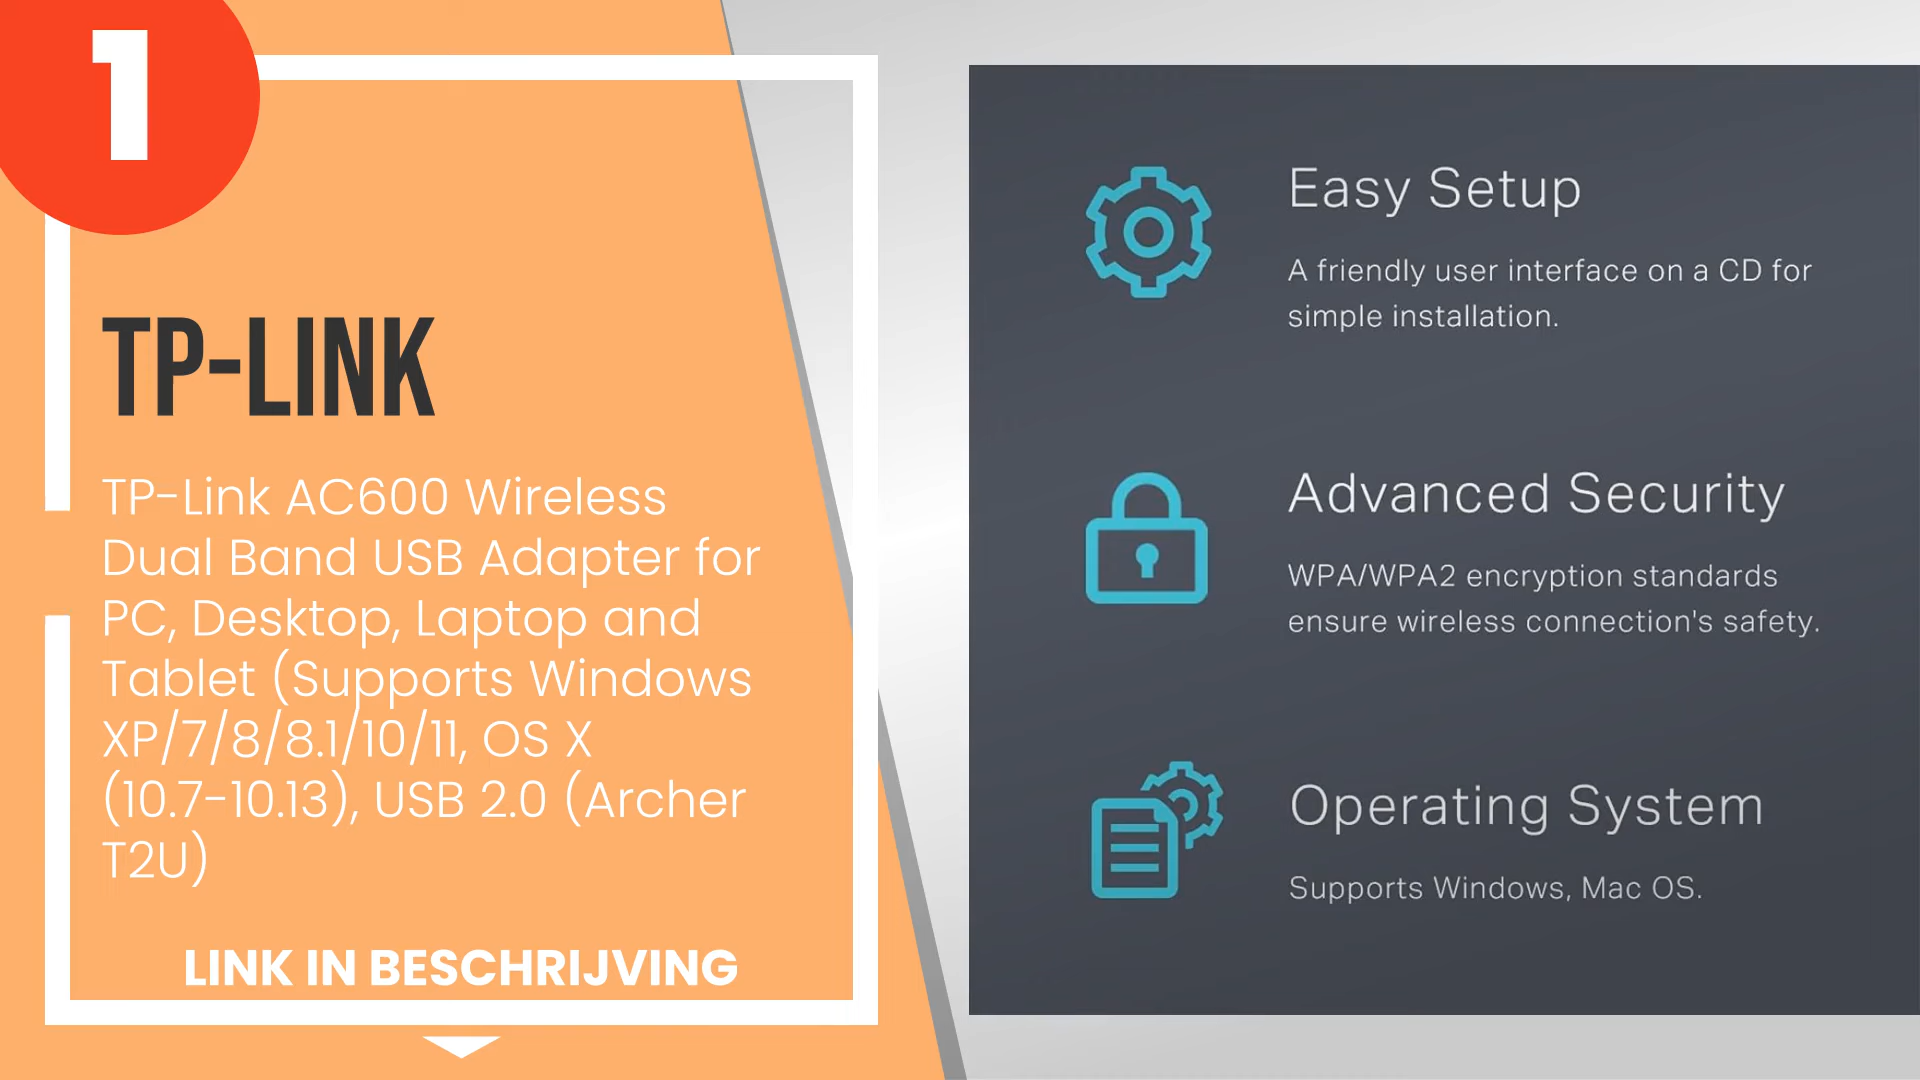 1
TP-LINK
TP-Link AC600 Wireless
Dual Band USB Adapter for
PC, Desktop, Laptop and
Tablet (Supports Windows
XP/7/8/8.1/10/11, OS X
(10.7-10.13), USB 2.0 (Archer
T2U)
LINK IN BESCHRIJVING
Easy Setup
A friendly user interface on a CD for
simple installation.
Advanced Security
WPA/WPA2 encryption standards
ensure wireless connection's safety.
Operating System
Supports Windows, Mac OS.